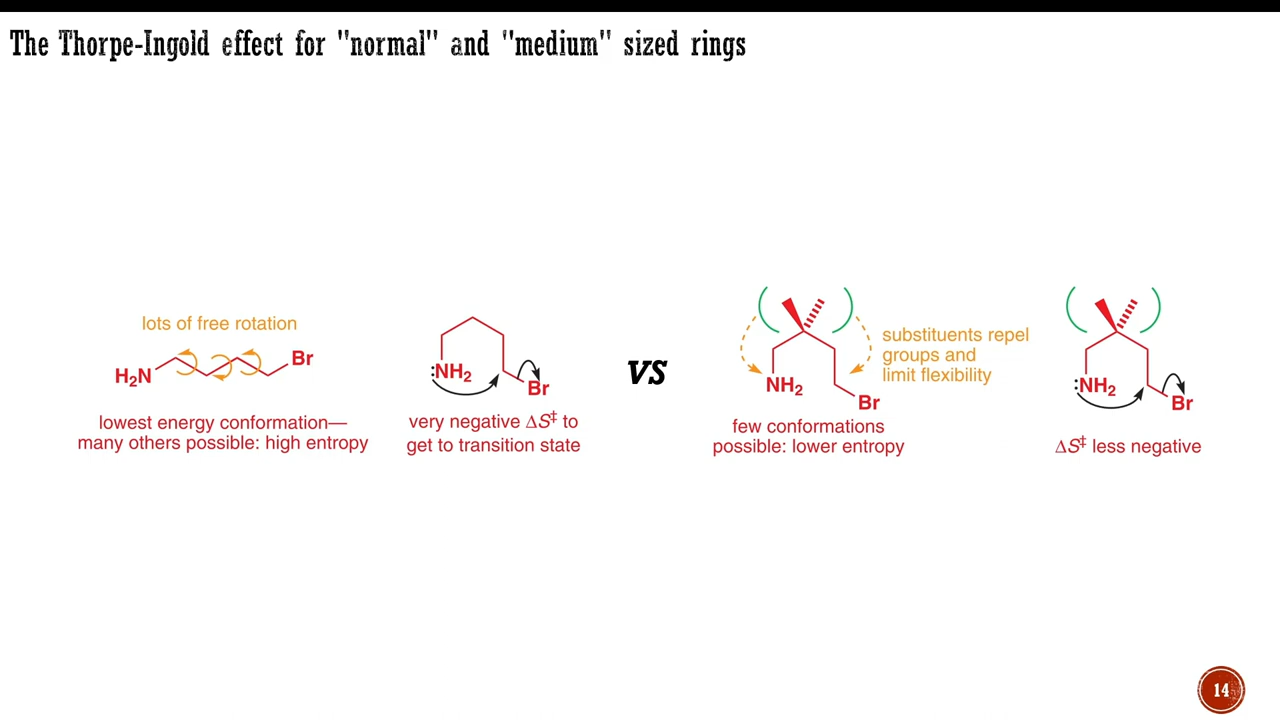 The Thorpe-Ingold effect for "normal" and "medium" sized rings
lots of free rotation
H₂N
Br
lowest energy conformation—
many others possible: high entropy
:NH₂
Br
very negative ΔS‡ to
get to transition state
VS
substituents repel
groups and
limit flexibility
NH₂
Br
few conformations
possible: lower entropy
:NH₂
Br
ΔS‡ less negative
14